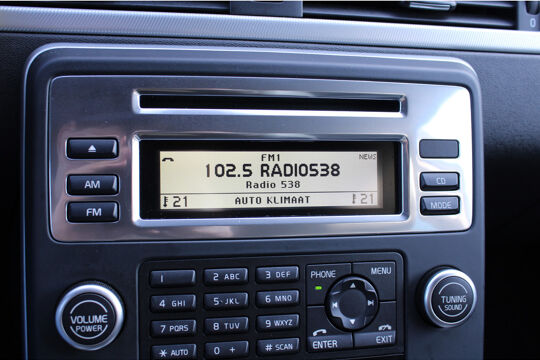 FM1 NEWS
102.5 RADIO538
Radio 538
21 AUTO KLIMAAT 21
AM
FM
CD
MODE
1 2 ABC 3 DEF
4 GHI 5 JKL 6 MNO
7 PQRS 8 TUV 9 WXYZ
* AUTO 0 + # SCAN
PHONE MENU
ENTER EXIT
VOLUME
POWER
TUNING
SOUND
0